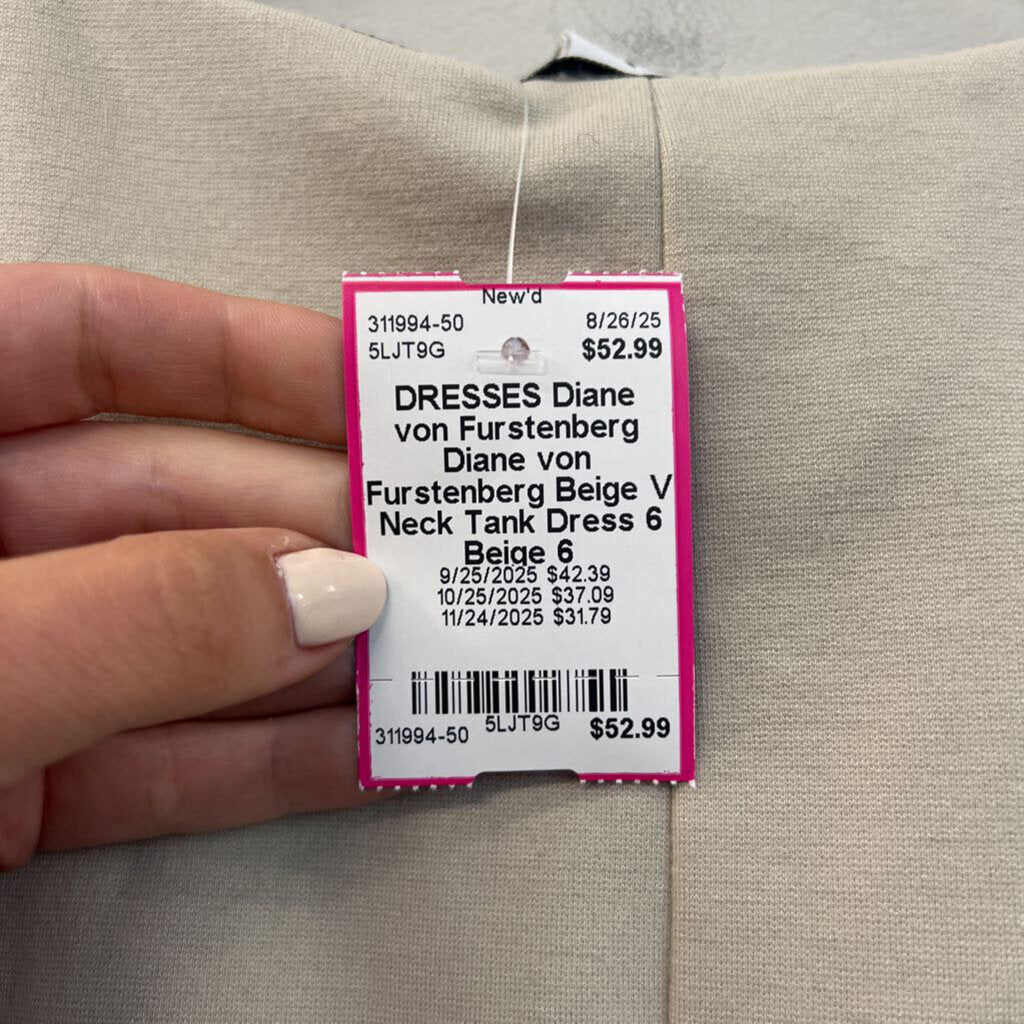 New'd
311994-50 8/26/25
5LJT9G $52.99
DRESSES Diane
von Furstenberg
Diane von
Furstenberg Beige V
Neck Tank Dress 6
Beige 6
9/25/2025 $42.39
10/25/2025 $37.09
11/24/2025 $31.79
311994-50 5LJT9G $52.99